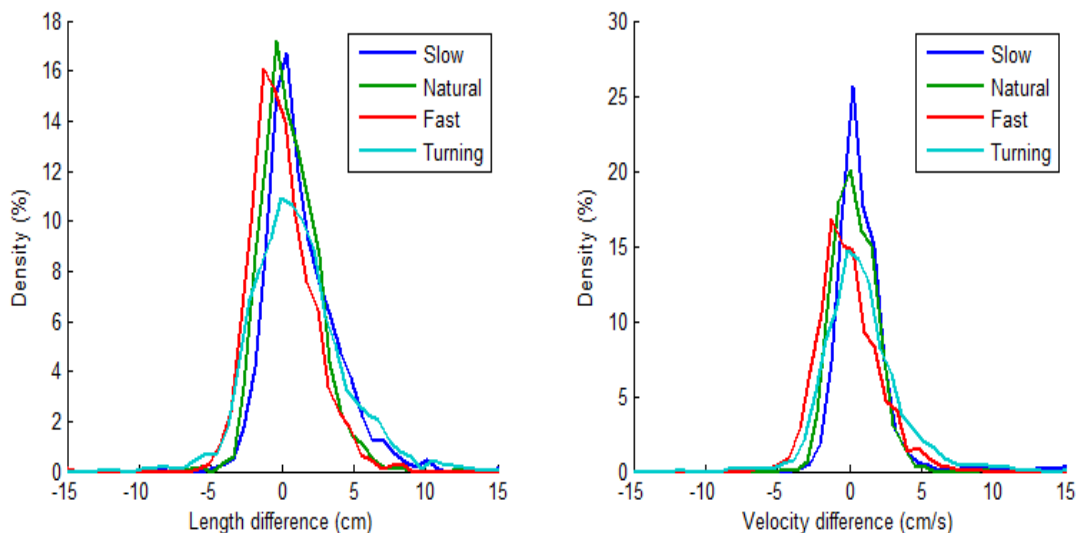 18
16
14
12
10
8
6
4
2
0
Density (%)
-15 -10 -5 0 5 10 15
Length difference (cm)
Slow
Natural
Fast
Turning
30
25
20
15
10
5
0
Density (%)
-15 -10 -5 0 5 10 15
Velocity difference (cm/s)
Slow
Natural
Fast
Turning